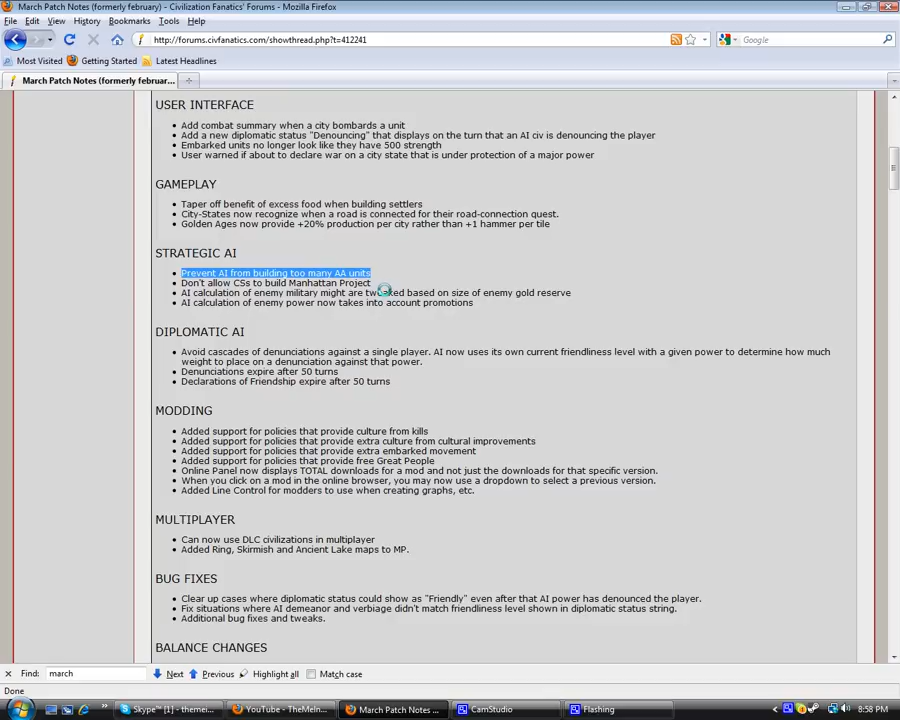 March Patch Notes (formerly february) - Civilization Fanatics' Forums - Mozilla Firefox
File Edit View History Bookmarks Tools Help
http://forums.civfanatics.com/showthread.php?t=412241
Google
Most Visited Getting Started Latest Headlines
March Patch Notes (formerly februar...
USER INTERFACE
• Add combat summary when a city bombards a unit
• Add a new diplomatic status "Denouncing" that displays on the turn that an AI civ is denouncing the player
• Embarked units no longer look like they have 500 strength
• User warned if about to declare war on a city state that is under protection of a major power
GAMEPLAY
• Taper off benefit of excess food when building settlers
• City-States now recognize when a road is connected for their road-connection quest.
• Golden Ages now provide +20% production per city rather than +1 hammer per tile
STRATEGIC AI
• Prevent AI from building too many AA units
• Don't allow CSs to build Manhattan Project
• AI calculation of enemy military might are tweaked based on size of enemy gold reserve
• AI calculation of enemy power now takes into account promotions
DIPLOMATIC AI
• Avoid cascades of denunciations against a single player. AI now uses its own current friendliness level with a given power to determine how much
weight to place on a denunciation against that power.
• Denunciations expire after 50 turns
• Declarations of Friendship expire after 50 turns
MODDING
• Added support for policies that provide culture from kills
• Added support for policies that provide extra culture from cultural improvements
• Added support for policies that provide extra embarked movement
• Added support for policies that provide free Great People
• Online Panel now displays TOTAL downloads for a mod and not just the downloads for that specific version.
• When you click on a mod in the online browser, you may now use a dropdown to select a previous version.
• Added Line Control for modders to use when creating graphs, etc.
MULTIPLAYER
• Can now use DLC civilizations in multiplayer
• Added Ring, Skirmish and Ancient Lake maps to MP.
BUG FIXES
• Clear up cases where diplomatic status could show as "Friendly" even after that AI power has denounced the player.
• Fix situations where AI demeanor and verbiage didn't match friendliness level shown in diplomatic status string.
• Additional bug fixes and tweaks.
BALANCE CHANGES
Find: march Next Previous Highlight all Match case
Done
Skype™ [1] - themei... YouTube - TheMeIn... March Patch Notes ... CamStudio Flashing 8:58 PM